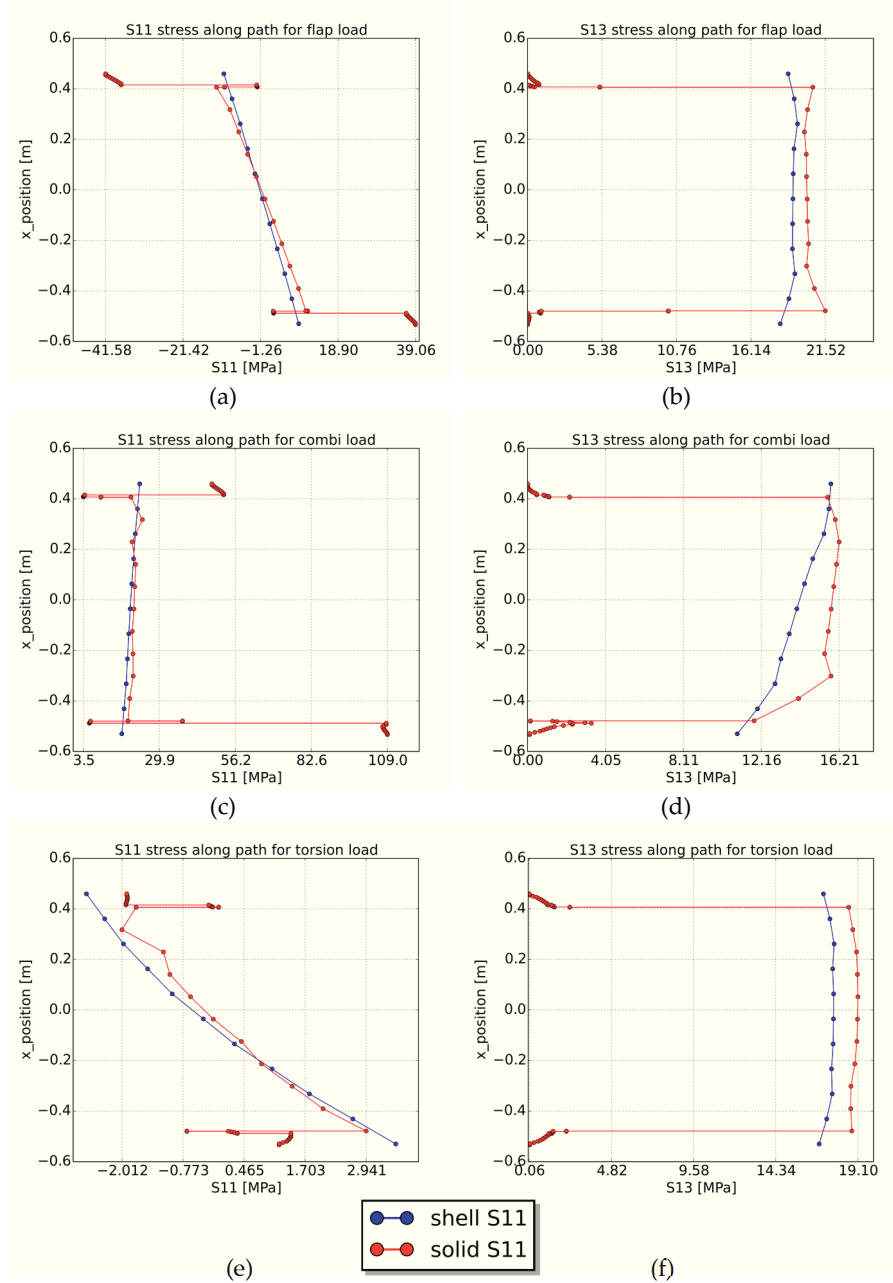 S11 stress along path for flap load
0.6
0.4
0.2
0.0
−0.2
−0.4
−0.6
x_position [m]
−41.58 −21.42 −1.26 18.90 39.06
S11 [MPa]
(a)
S13 stress along path for flap load
0.6
0.4
0.2
0.0
−0.2
−0.4
−0.6
x_position [m]
0.00 5.38 10.76 16.14 21.52
S13 [MPa]
(b)
S11 stress along path for combi load
0.6
0.4
0.2
0.0
−0.2
−0.4
−0.6
x_position [m]
3.5 29.9 56.2 82.6 109.0
S11 [MPa]
(c)
S13 stress along path for combi load
0.6
0.4
0.2
0.0
−0.2
−0.4
−0.6
x_position [m]
0.00 4.05 8.11 12.16 16.21
S13 [MPa]
(d)
S11 stress along path for torsion load
0.6
0.4
0.2
0.0
−0.2
−0.4
−0.6
x_position [m]
−2.012 −0.773 0.465 1.703 2.941
S11 [MPa]
(e)
S13 stress along path for torsion load
0.6
0.4
0.2
0.0
−0.2
−0.4
−0.6
x_position [m]
0.06 4.82 9.58 14.34 19.10
S13 [MPa]
(f)
shell S11
solid S11